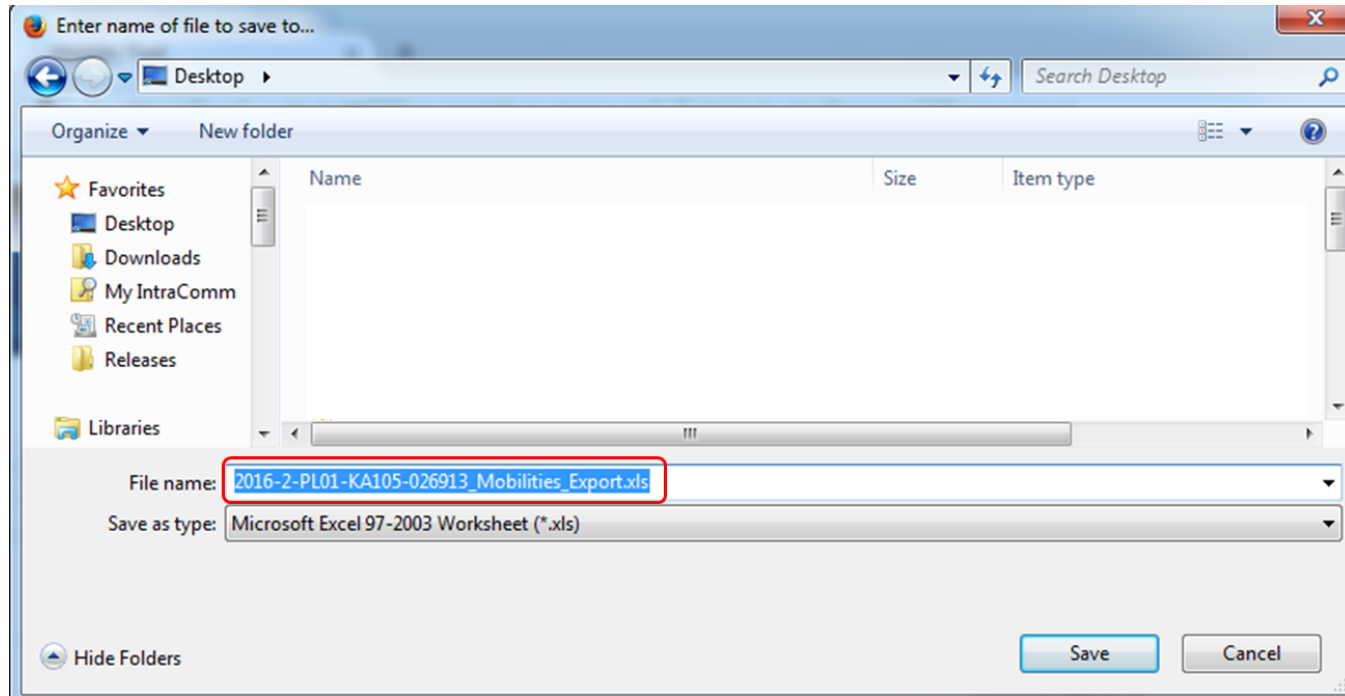 Enter name of file to save to...
Desktop
Search Desktop
Organize
New folder
Name
Size
Item type
Favorites
Desktop
Downloads
My IntraComm
Recent Places
Releases
Libraries
File name: 2016-2-PL01-KA105-026913_Mobilities_Export.xls
Save as type: Microsoft Excel 97-2003 Worksheet (*.xls)
Hide Folders
Save
Cancel